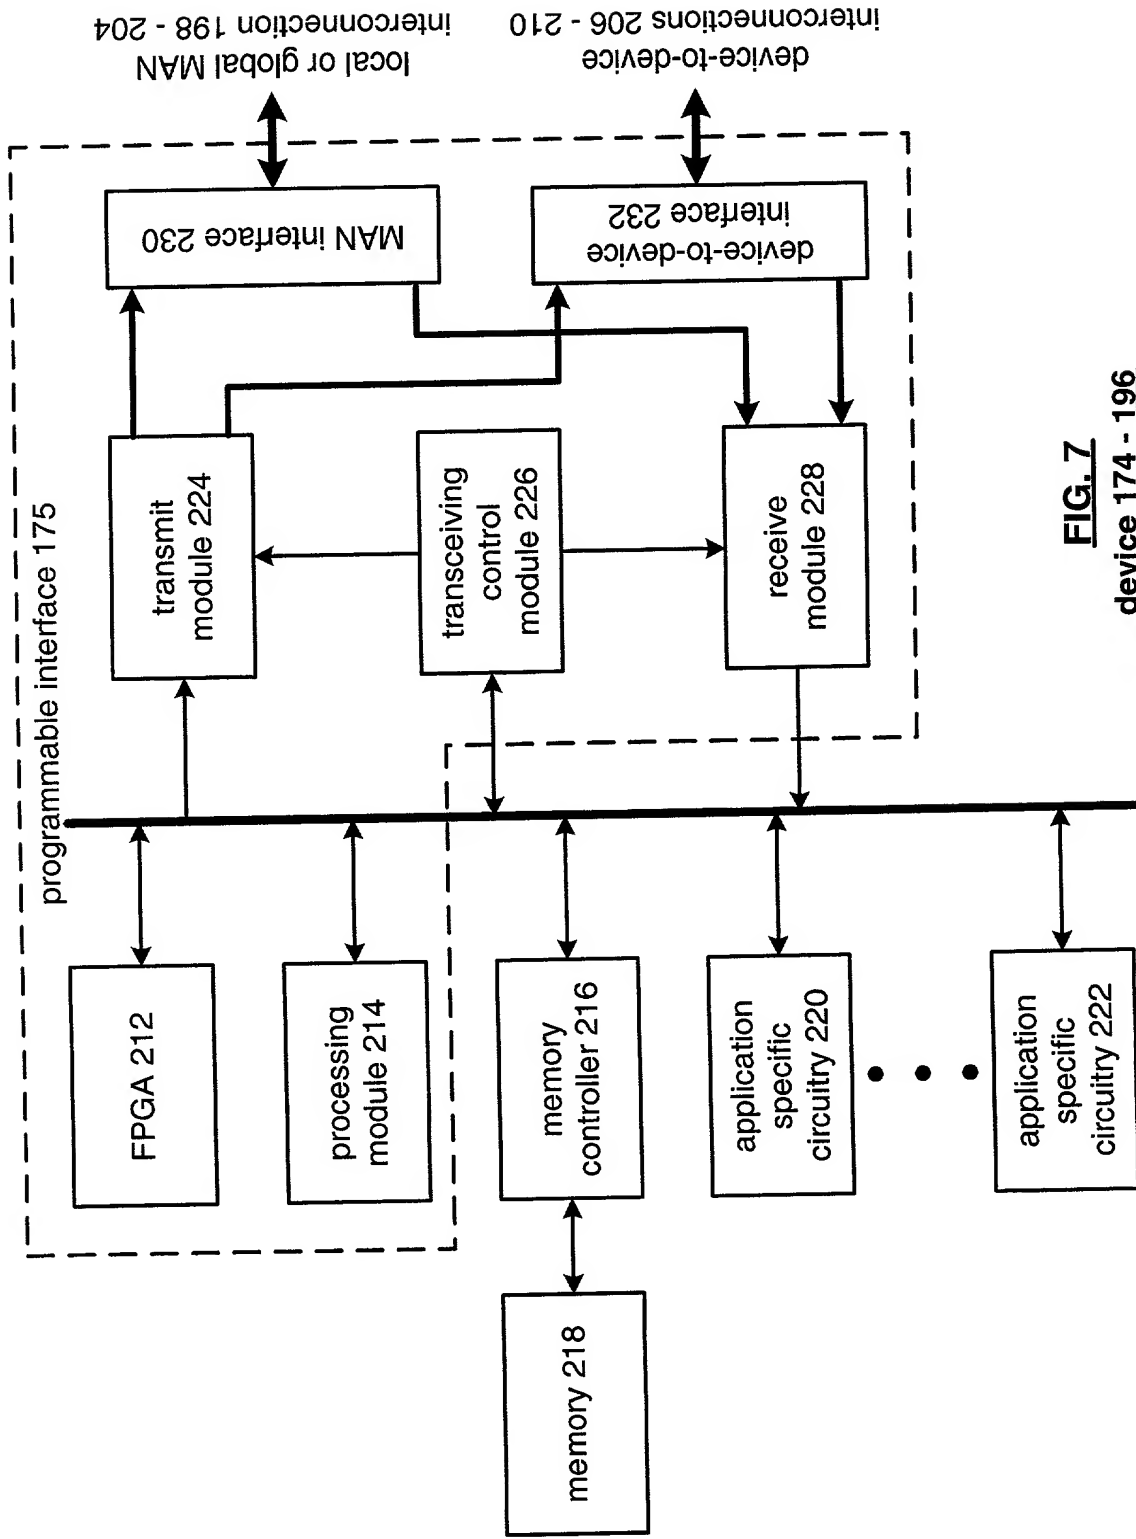 programmable interface 175
FPGA 212
processing
module 214
memory
controller 216
memory 218
application
specific
circuitry 220
application
specific
circuitry 222
transmit
module 224
transceiving
control
module 226
receive
module 228
MAN interface 230
device-to-device
interface 232
local or global MAN
interconnection 198 - 204
device-to-device
interconnections 206 - 210
FIG. 7
device 174 - 196